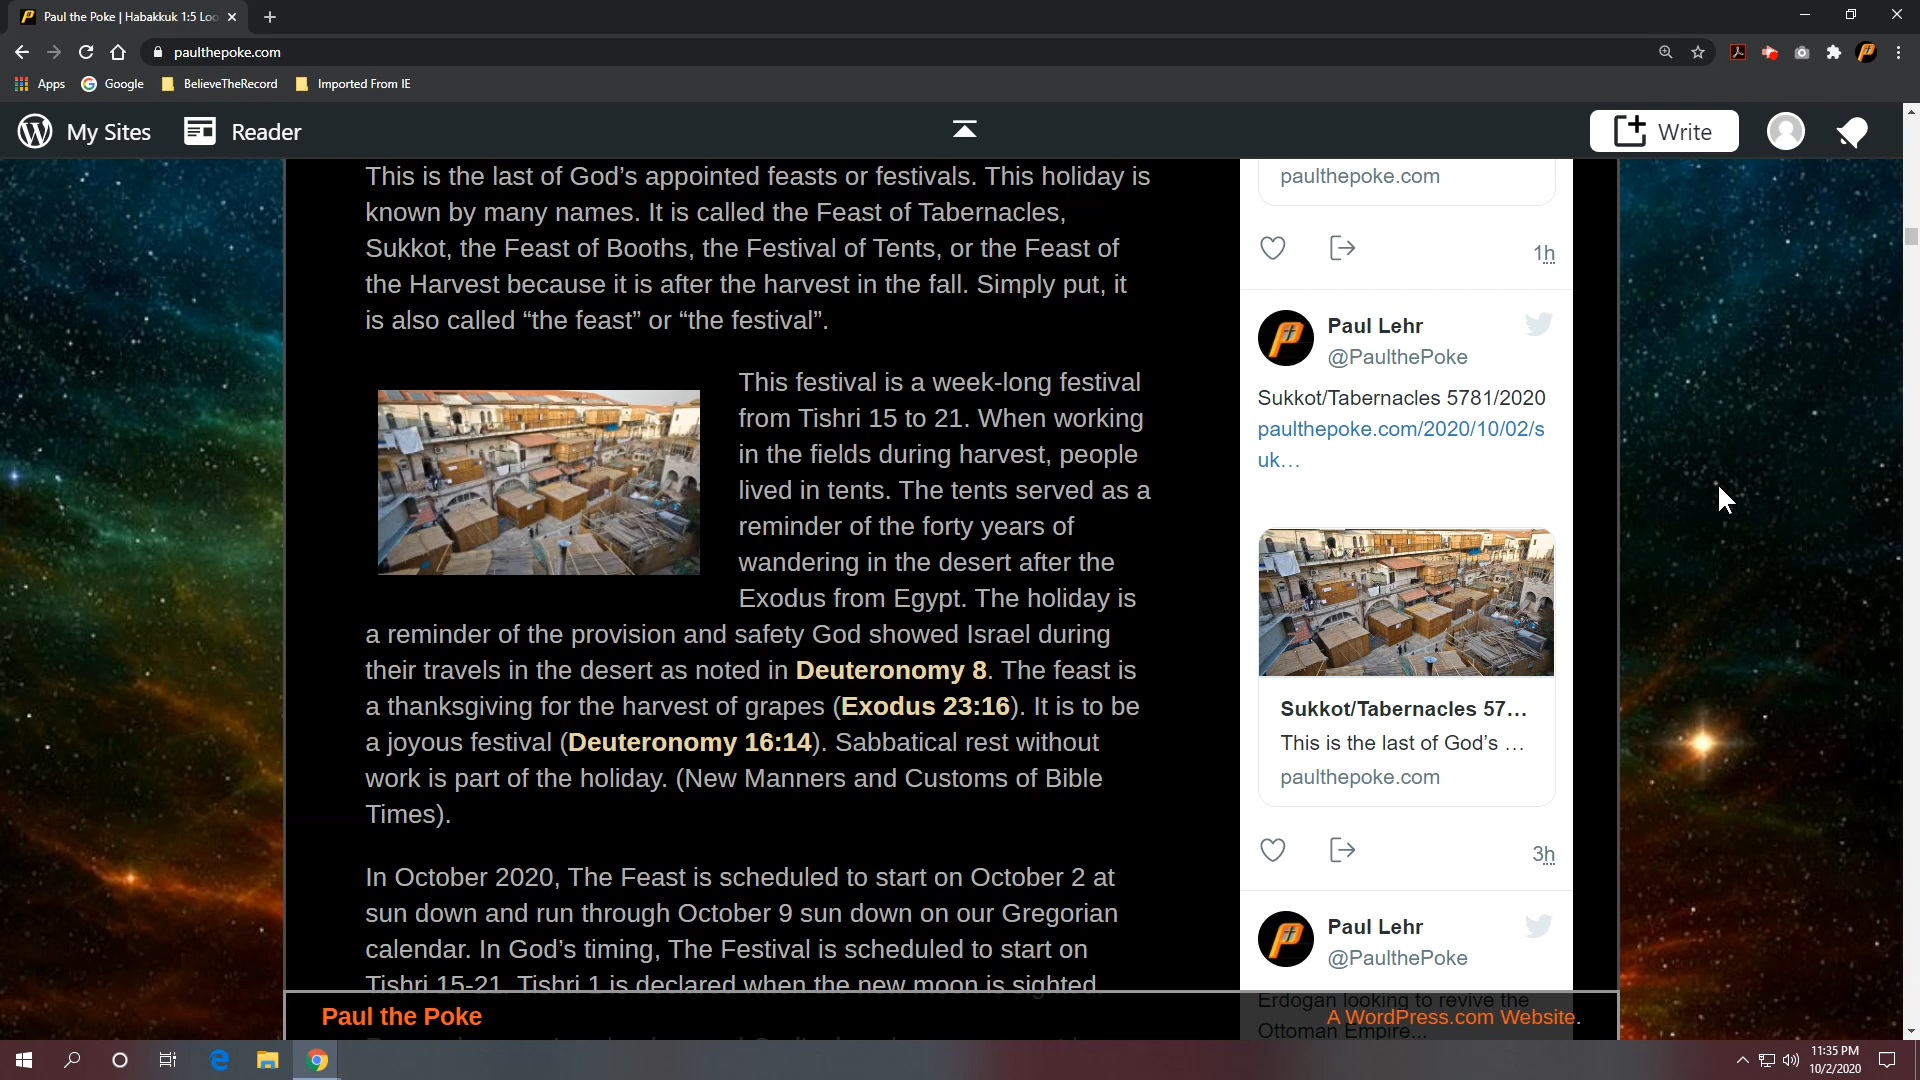 Paul the Poke | Habakkuk 1:5 Loo
paulthepoke.com
Apps
Google
BelieveTheRecord
Imported From IE
My Sites
Reader
Write
This is the last of God’s appointed feasts or festivals. This holiday is
known by many names. It is called the Feast of Tabernacles,
Sukkot, the Feast of Booths, the Festival of Tents, or the Feast of
the Harvest because it is after the harvest in the fall. Simply put, it
is also called “the feast” or “the festival”.
This festival is a week-long festival
from Tishri 15 to 21. When working
in the fields during harvest, people
lived in tents. The tents served as a
reminder of the forty years of
wandering in the desert after the
Exodus from Egypt. The holiday is
a reminder of the provision and safety God showed Israel during
their travels in the desert as noted in Deuteronomy 8. The feast is
a thanksgiving for the harvest of grapes (Exodus 23:16). It is to be
a joyous festival (Deuteronomy 16:14). Sabbatical rest without
work is part of the holiday. (New Manners and Customs of Bible
Times).
In October 2020, The Feast is scheduled to start on October 2 at
sun down and run through October 9 sun down on our Gregorian
calendar. In God’s timing, The Festival is scheduled to start on
Tishri 15-21. Tishri 1 is declared when the new moon is sighted.
paulthepoke.com
1h
Paul Lehr
@PaulthePoke
Sukkot/Tabernacles 5781/2020
paulthepoke.com/2020/10/02/s
uk…
Sukkot/Tabernacles 57…
This is the last of God’s …
paulthepoke.com
3h
Paul Lehr
@PaulthePoke
Erdogan looking to revive the
Ottoman Empire...
Paul the Poke
A WordPress.com Website.
11:35 PM
10/2/2020